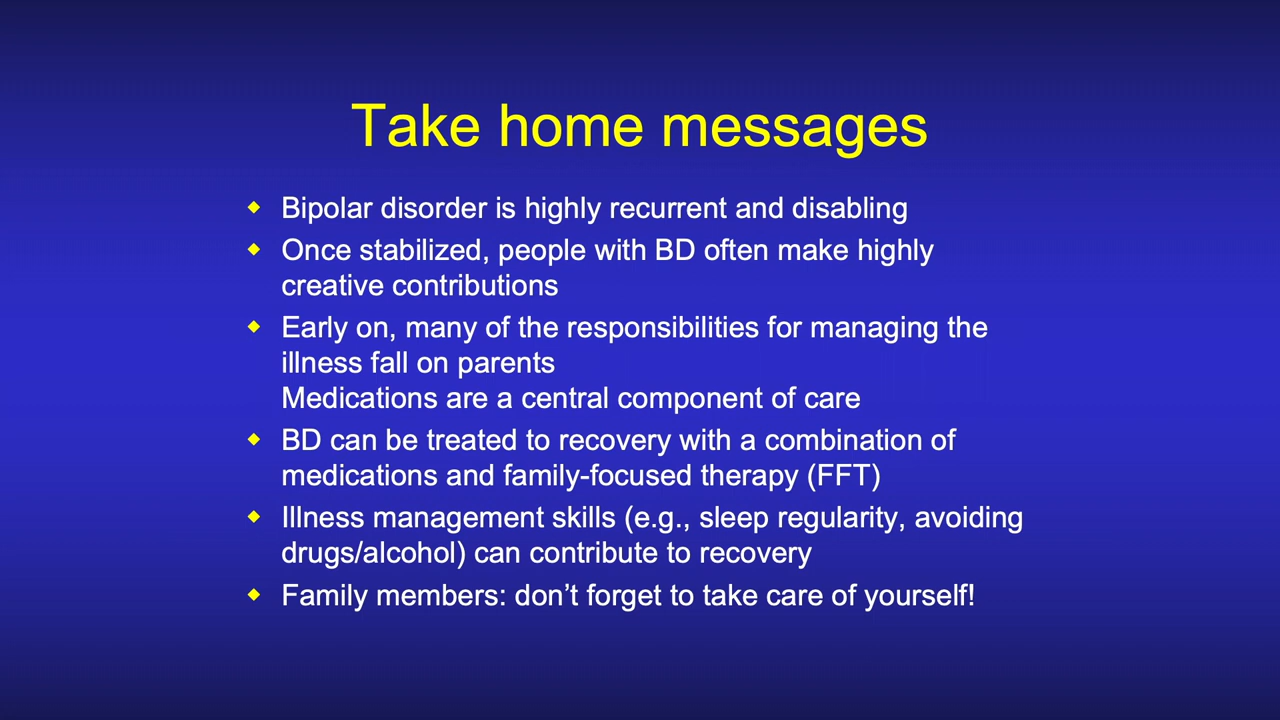 Take home messages
Bipolar disorder is highly recurrent and disabling
Once stabilized, people with BD often make highly
creative contributions
Early on, many of the responsibilities for managing the
illness fall on parents
Medications are a central component of care
BD can be treated to recovery with a combination of
medications and family-focused therapy (FFT)
Illness management skills (e.g., sleep regularity, avoiding
drugs/alcohol) can contribute to recovery
Family members: don’t forget to take care of yourself!